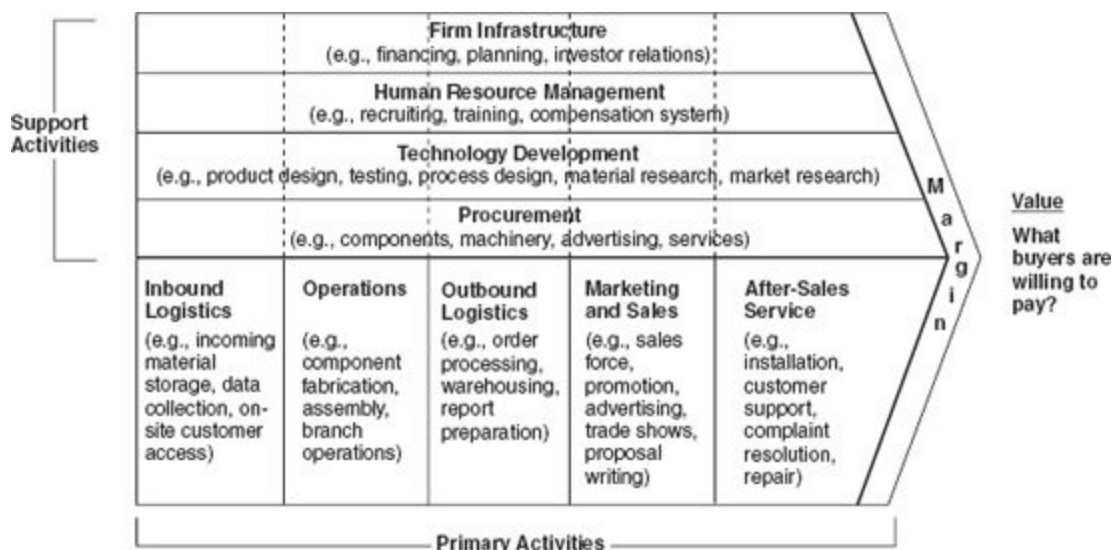 Firm Infrastructure
(e.g., financing, planning, investor relations)
Human Resource Management
(e.g., recruiting, training, compensation system)
Support
Activities
Technology Development
(e.g., product design, testing, process design, material research, market research)
Procurement
(e.g., components, machinery, advertising, services)
Margin
Value
What
buyers are
willing to
pay?
Inbound
Logistics
(e.g., incoming
material
storage, data
collection, on-
site customer
access)
Operations
(e.g.,
component
fabrication,
assembly,
branch
operations)
Outbound
Logistics
(e.g., order
processing,
warehousing,
report
preparation)
Marketing
and Sales
(e.g., sales
force,
promotion,
advertising,
trade shows,
proposal
writing)
After-Sales
Service
(e.g.,
installation,
customer
support,
complaint
resolution,
repair)
Primary Activities